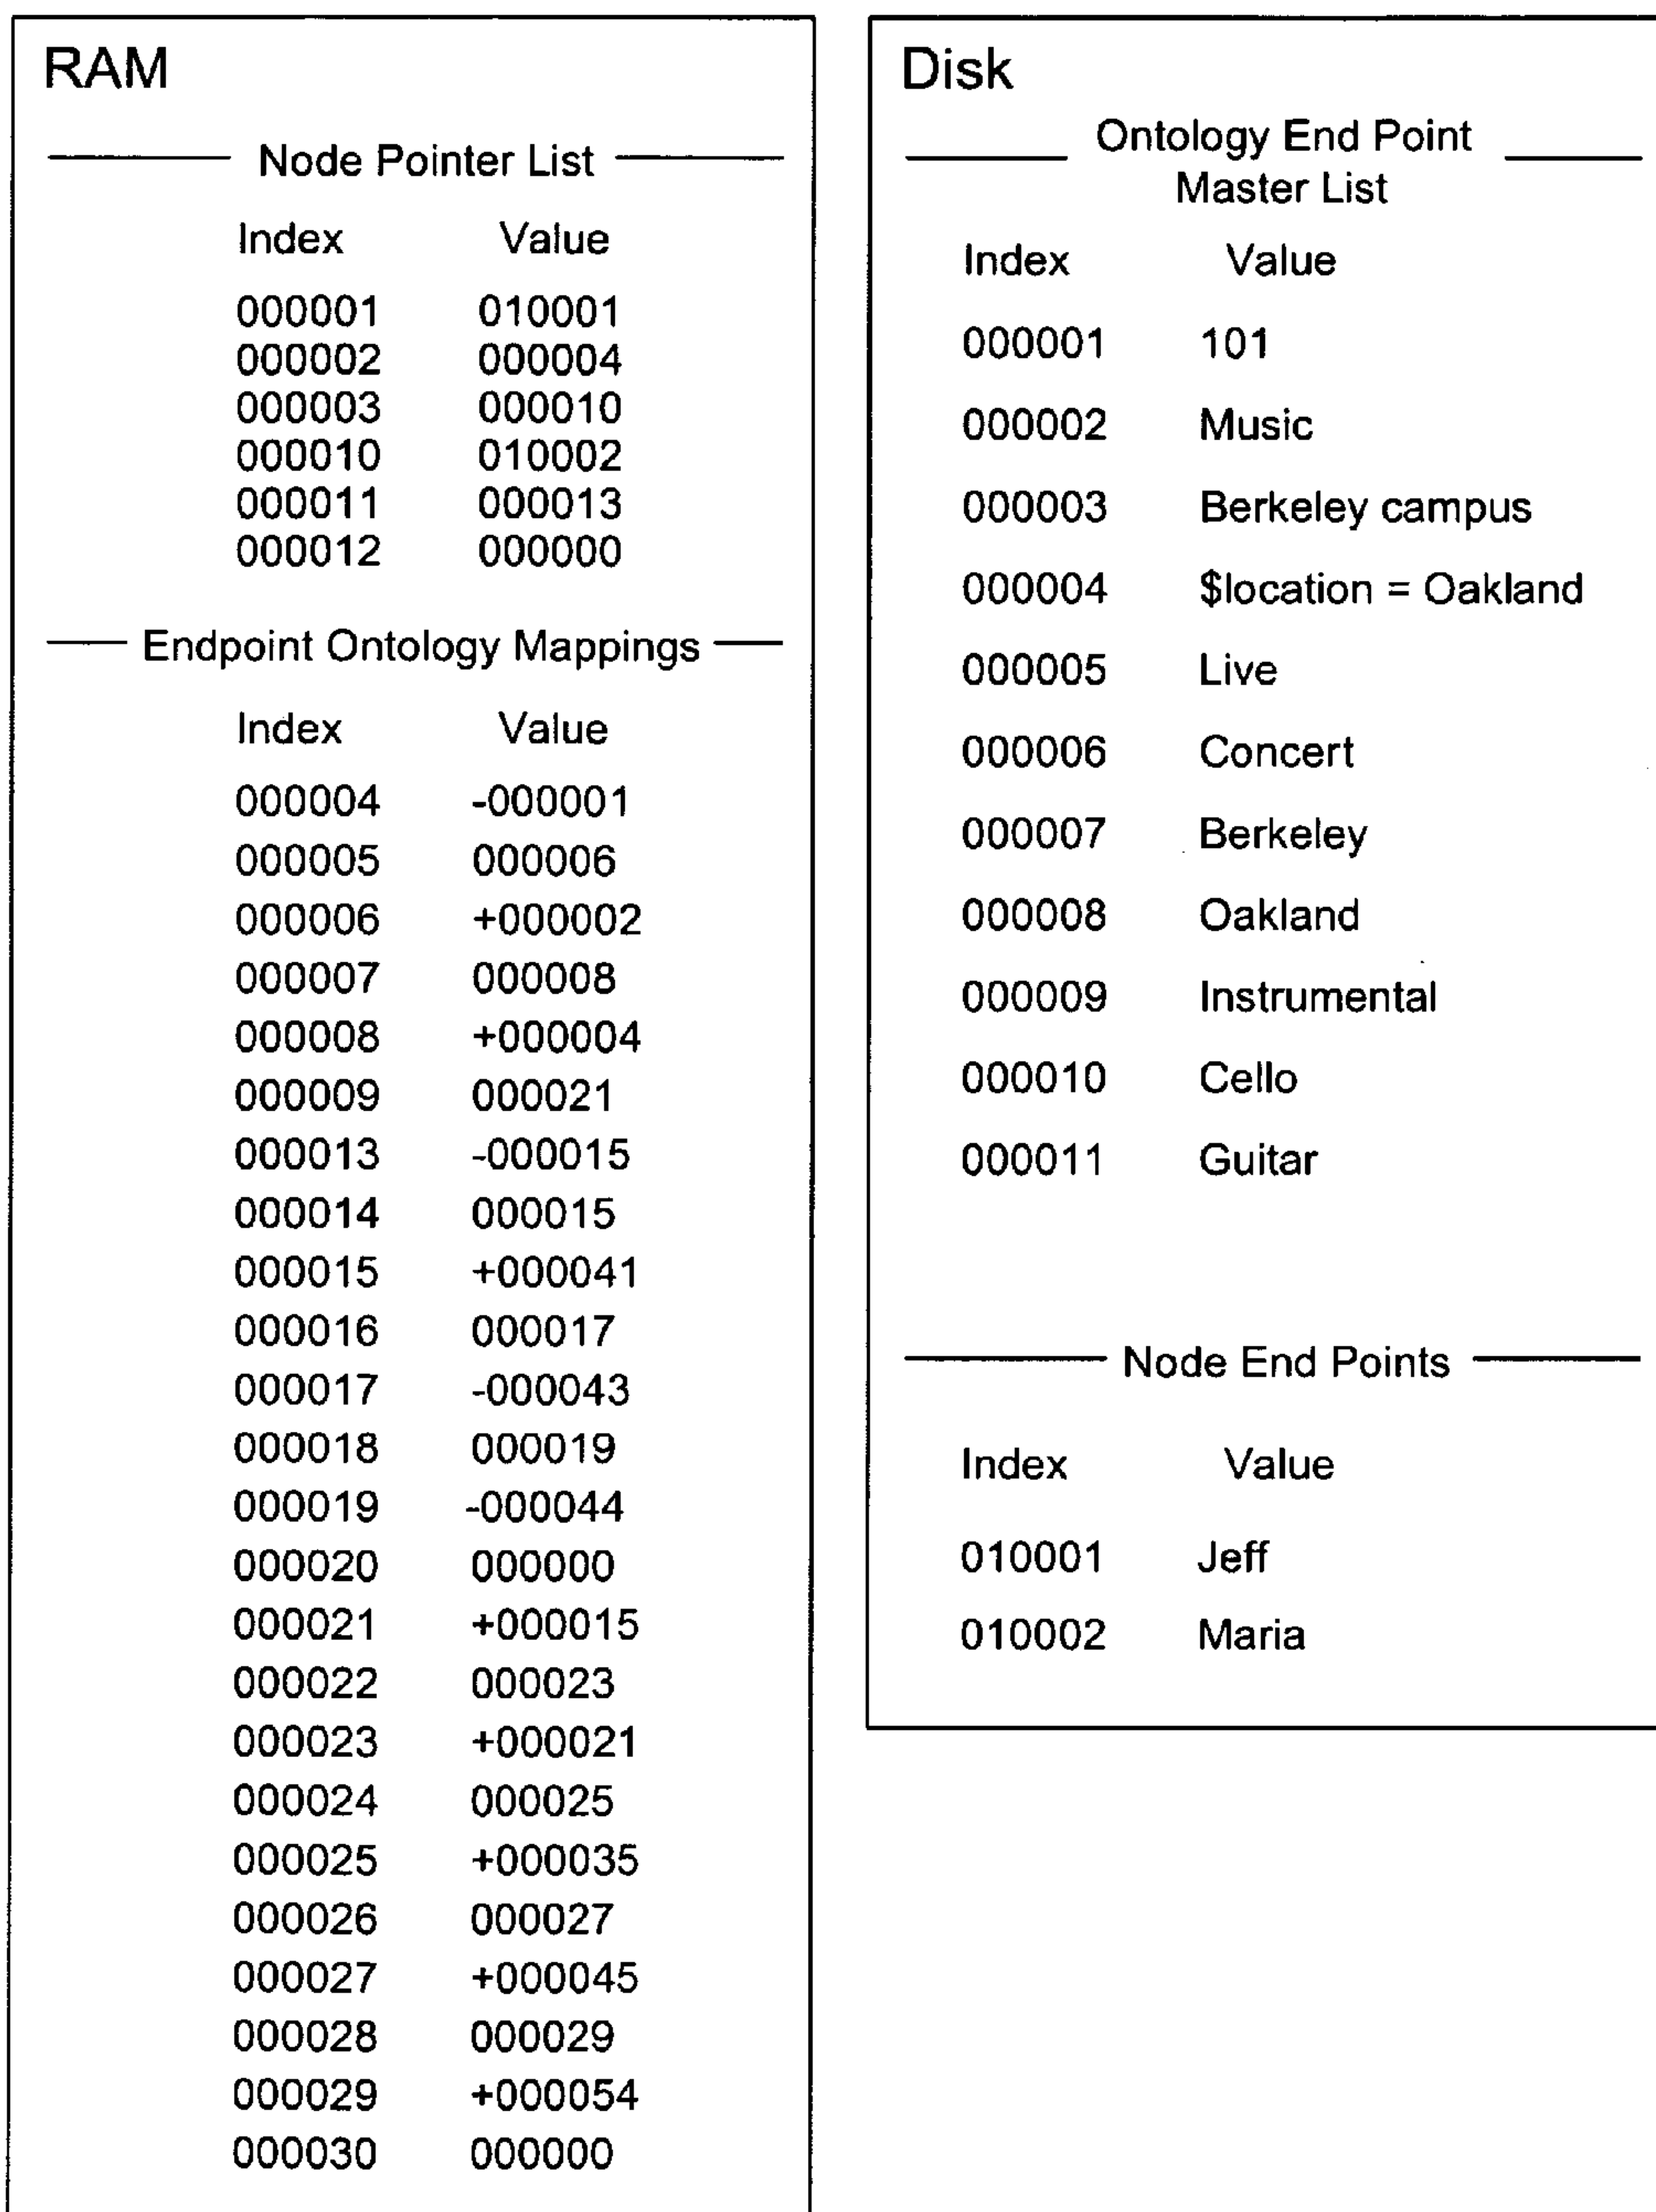 RAM
Node Pointer List
Index Value
000001 010001
000002 000004
000003 000010
000010 010002
000011 000013
000012 000000
Endpoint Ontology Mappings
Index Value
000004 -000001
000005 000006
000006 +000002
000007 000008
000008 +000004
000009 000021
000013 -000015
000014 000015
000015 +000041
000016 000017
000017 -000043
000018 000019
000019 -000044
000020 000000
000021 +000015
000022 000023
000023 +000021
000024 000025
000025 +000035
000026 000027
000027 +000045
000028 000029
000029 +000054
000030 000000
Disk
Ontology End Point
Master List
Index Value
000001 101
000002 Music
000003 Berkeley campus
000004 $location = Oakland
000005 Live
000006 Concert
000007 Berkeley
000008 Oakland
000009 Instrumental
000010 Cello
000011 Guitar
Node End Points
Index Value
010001 Jeff
010002 Maria